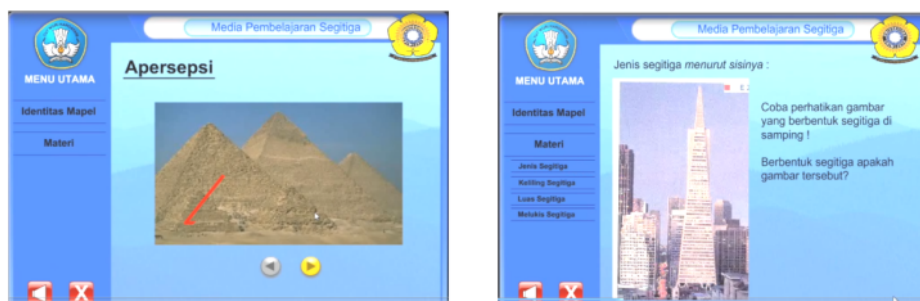 Media Pembelajaran Segitiga
MENU UTAMA
Apersepsi
Identitas Mapel
Materi
Media Pembelajaran Segitiga
MENU UTAMA
Jenis segitiga menurut sisinya :
Identitas Mapel
Materi
Jenis Segitiga
Keliling Segitiga
Luas Segitiga
Melukis Segitiga
Coba perhatikan gambar
yang berbentuk segitiga di
samping !
Berbentuk segitiga apakah
gambar tersebut?
X
X